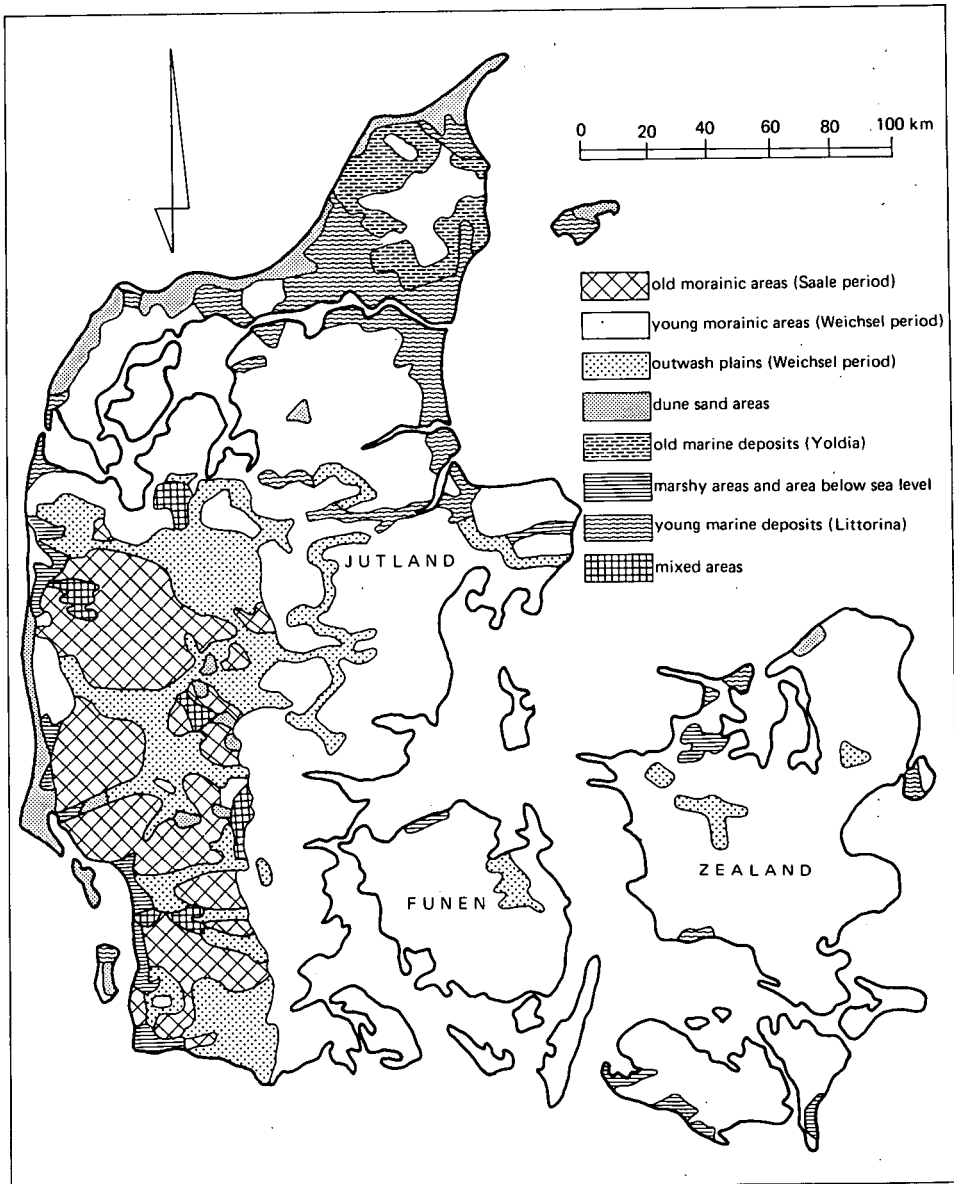 0 20 40 60 80 100 km
old morainic areas (Saale period)
young morainic areas (Weichsel period)
outwash plains (Weichsel period)
dune sand areas
old marine deposits (Yoldia)
marshy areas and area below sea level
young marine deposits (Littorina)
mixed areas
JUTLAND
FUNEN
ZEALAND